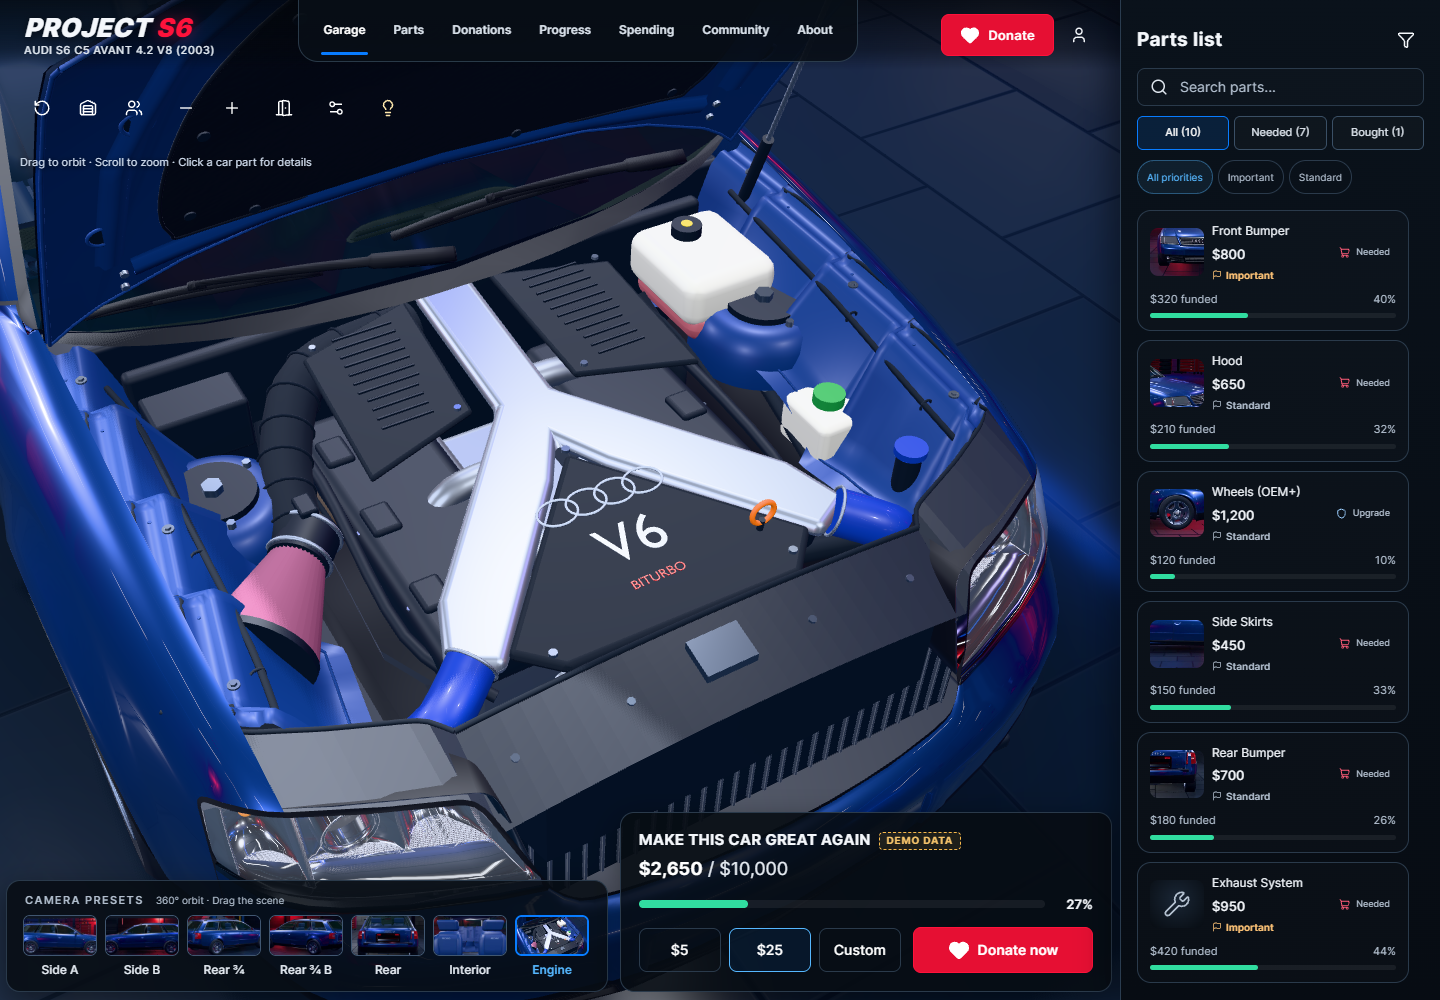 PROJECT S6
AUDI S6 C5 AVANT 4.2 V8 (2003)
Garage
Parts
Donations
Progress
Spending
Community
About
Donate
Drag to orbit · Scroll to zoom · Click a car part for details
V6
BITURBO
CAMERA PRESETS 360° orbit · Drag the scene
Side A
Side B
Rear ¾
Rear ¾ B
Rear
Interior
Engine
MAKE THIS CAR GREAT AGAIN DEMO DATA
$2,650 / $10,000
27%
$5
$25
Custom
Donate now
Parts list
Search parts...
All (10)
Needed (7)
Bought (1)
All priorities
Important
Standard
Front Bumper
$800
Needed
Important
$320 funded 40%
Hood
$650
Needed
Standard
$210 funded 32%
Wheels (OEM+)
$1,200
Upgrade
Standard
$120 funded 10%
Side Skirts
$450
Needed
Standard
$150 funded 33%
Rear Bumper
$700
Needed
Standard
$180 funded 26%
Exhaust System
$950
Needed
Important
$420 funded 44%